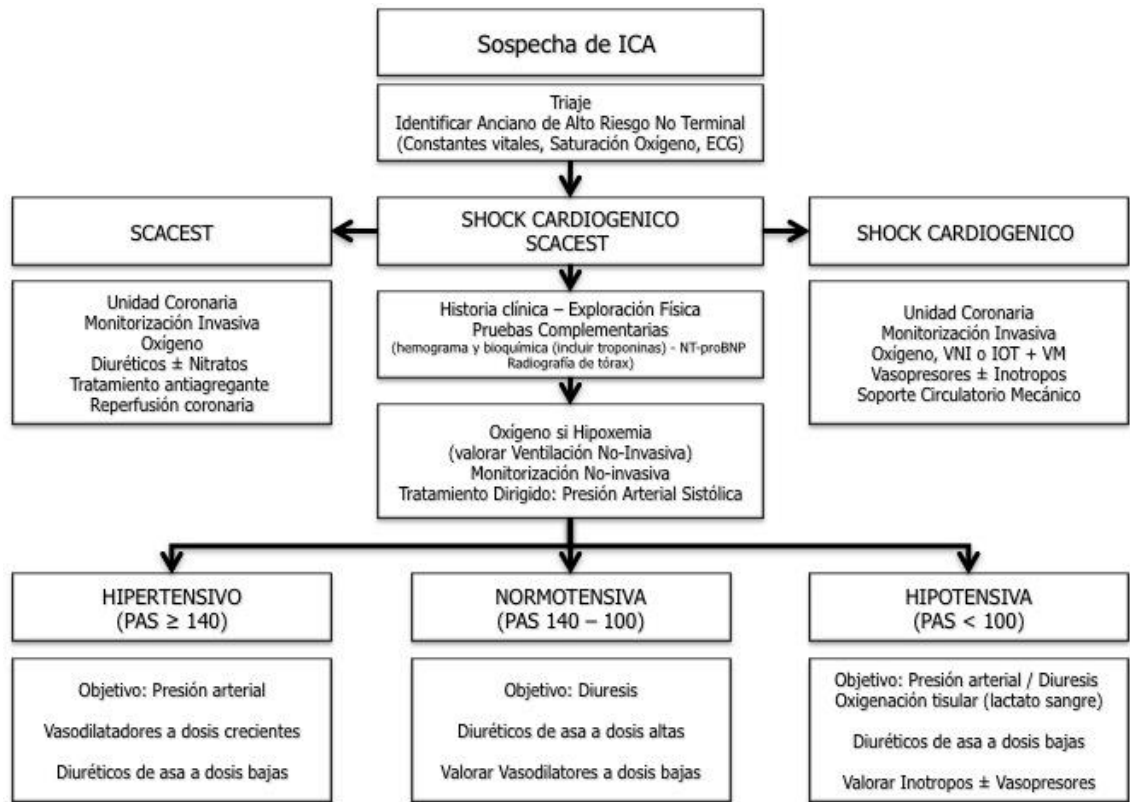 Sospecha de ICA
Triaje
Identificar Anciano de Alto Riesgo No Terminal
(Constantes vitales, Saturación Oxígeno, ECG)
SCACEST
SHOCK CARDIOGENICO
SCACEST
SHOCK CARDIOGENICO
Unidad Coronaria
Monitorización Invasiva
Oxígeno
Diuréticos ± Nitratos
Tratamiento antiagregante
Reperfusión coronaria
Historia clínica – Exploración Física
Pruebas Complementarias
(hemograma y bioquímica (incluir troponinas) - NT-proBNP
Radiografía de tórax)
Unidad Coronaria
Monitorización Invasiva
Oxígeno, VNI o IOT + VM
Vasopresores ± Inotropos
Soporte Circulatorio Mecánico
Oxígeno si Hipoxemia
(valorar Ventilación No-Invasiva)
Monitorización No-invasiva
Tratamiento Dirigido: Presión Arterial Sistólica
HIPERTENSIVO
(PAS ≥ 140)
NORMOTENSIVA
(PAS 140 – 100)
HIPOTENSIVA
(PAS < 100)
Objetivo: Presión arterial
Vasodilatadores a dosis crecientes
Diuréticos de asa a dosis bajas
Objetivo: Diuresis
Diuréticos de asa a dosis altas
Valorar Vasodilatores a dosis bajas
Objetivo: Presión arterial / Diuresis
Oxigenación tisular (lactato sangre)
Diuréticos de asa a dosis bajas
Valorar Inotropos ± Vasopresores